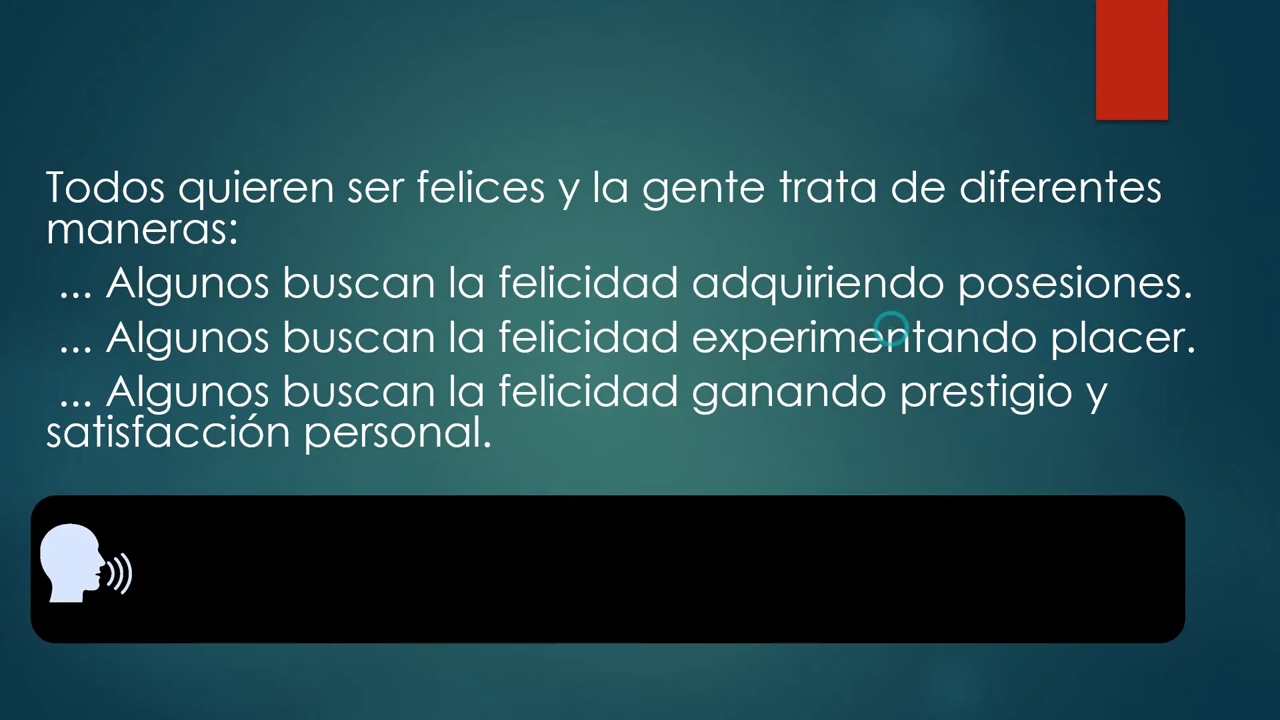 Todos quieren ser felices y la gente trata de diferentes
maneras:
... Algunos buscan la felicidad adquiriendo posesiones.
... Algunos buscan la felicidad experimentando placer.
... Algunos buscan la felicidad ganando prestigio y
satisfacción personal.